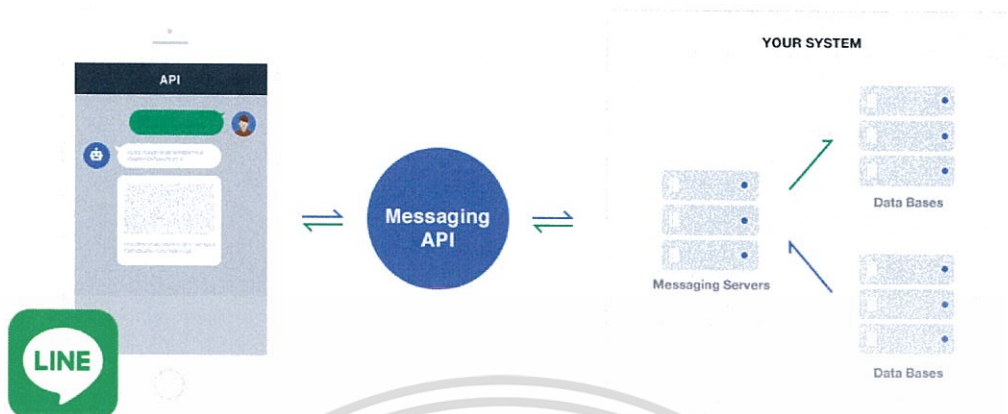 API
LINE
Messaging
API
YOUR SYSTEM
Messaging Servers
Data Bases
Data Bases